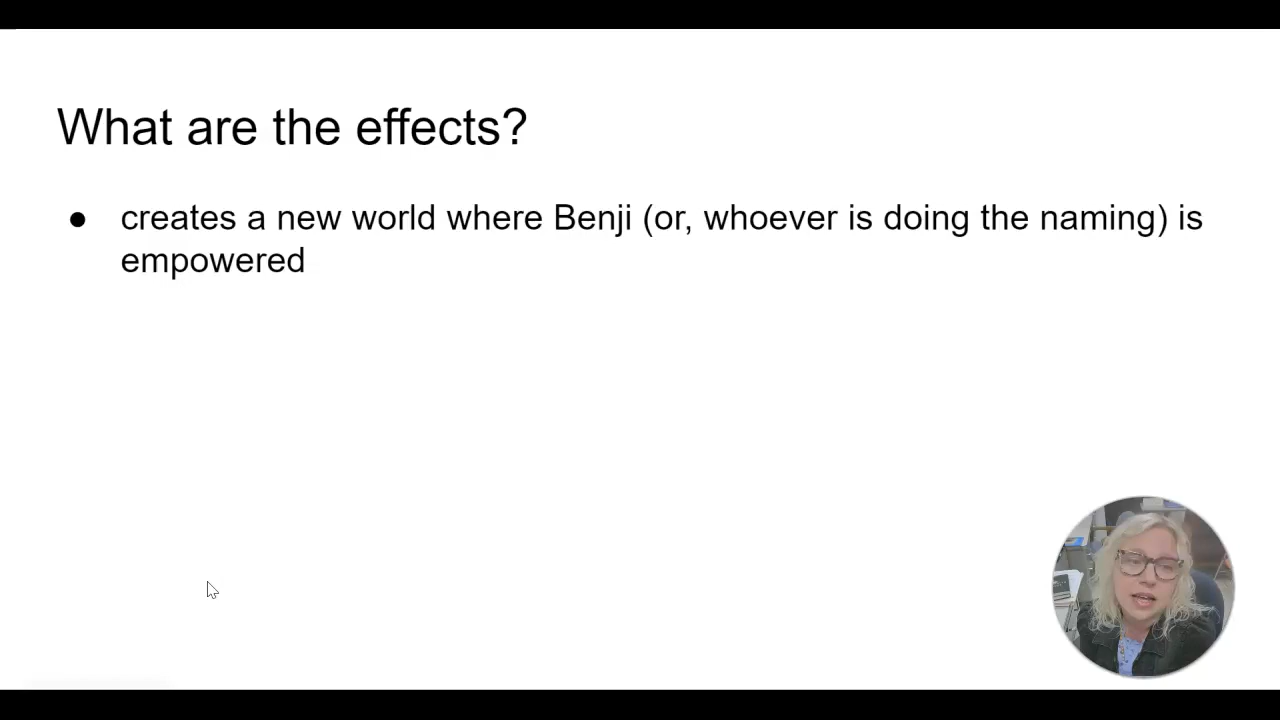 What are the effects?
● creates a new world where Benji (or, whoever is doing the naming) is
empowered